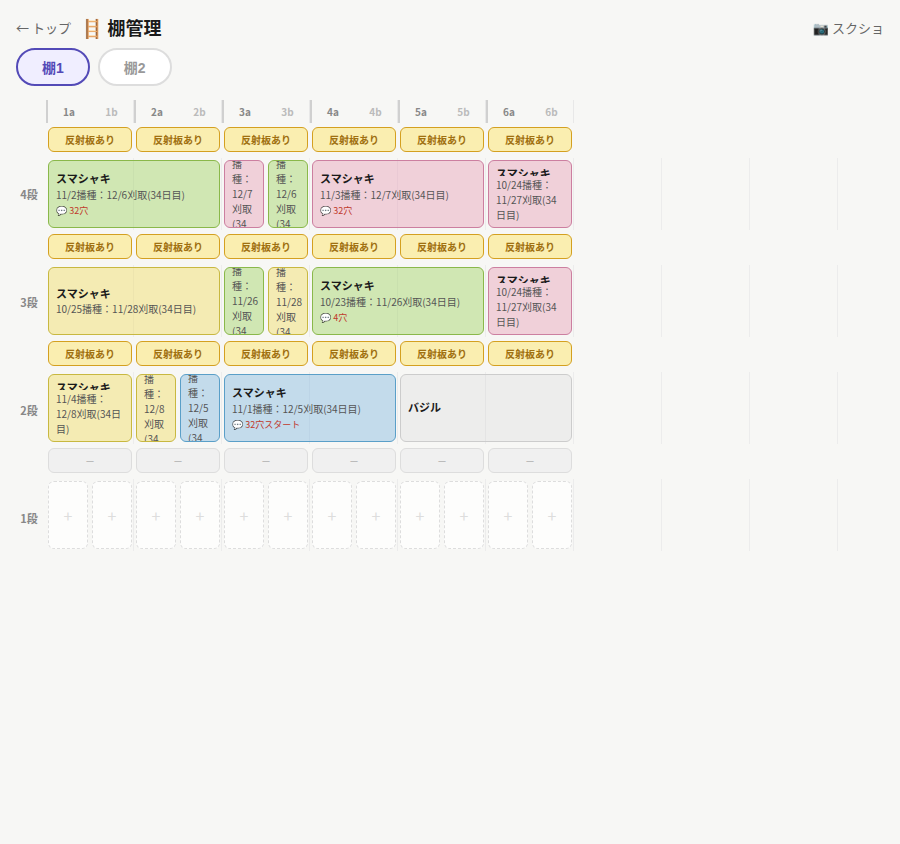 ← トップ 🪜 棚管理 📷 スクショ
棚1 棚2
1a 1b 2a 2b 3a 3b 4a 4b 5a 5b 6a 6b
反射板あり 反射板あり 反射板あり 反射板あり 反射板あり 反射板あり
4段
スマシャキ
11/2播種：12/6刈取(34日目)
💬 32穴
播
種：
12/7
刈取
(34
播
種：
12/6
刈取
(34
スマシャキ
11/3播種：12/7刈取(34日目)
💬 32穴
スマシャキ
10/24播種：
11/27刈取(34
日目)
反射板あり 反射板あり 反射板あり 反射板あり 反射板あり 反射板あり
3段
スマシャキ
10/25播種：11/28刈取(34日目)
播
種：
11/26
刈取
(34
播
種：
11/28
刈取
(34
スマシャキ
10/23播種：11/26刈取(34日目)
💬 4穴
スマシャキ
10/24播種：
11/27刈取(34
日目)
反射板あり 反射板あり 反射板あり 反射板あり 反射板あり 反射板あり
2段
スマシャキ
11/4播種：
12/8刈取(34日
目)
播
種：
12/8
刈取
(34
播
種：
12/5
刈取
(34
スマシャキ
11/1播種：12/5刈取(34日目)
💬 32穴スタート
バジル
— — — — — —
1段
+ + + + + + + + + + + +